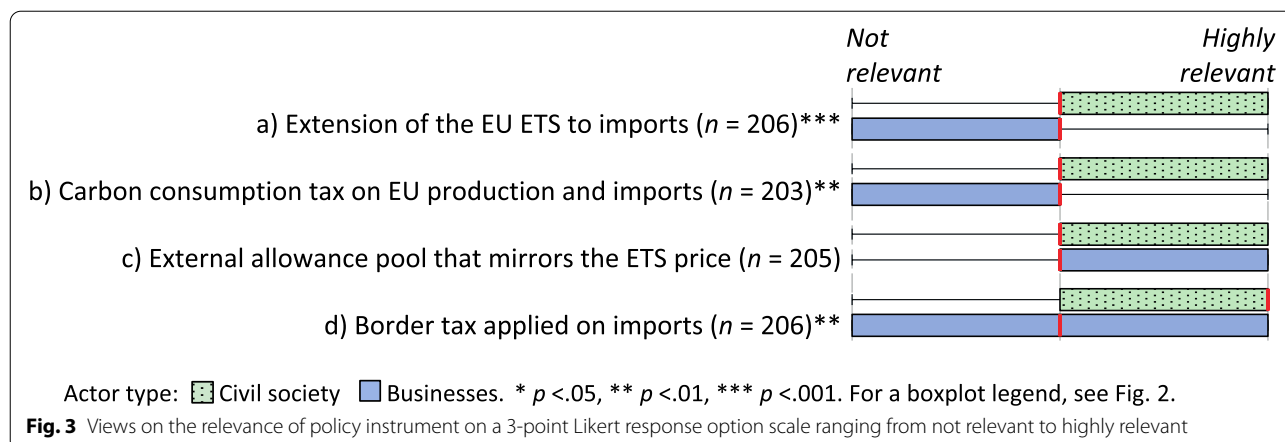 Not Highly
relevant relevant
a) Extension of the EU ETS to imports (n = 206)***
b) Carbon consumption tax on EU production and imports (n = 203)**
c) External allowance pool that mirrors the ETS price (n = 205)
d) Border tax applied on imports (n = 206)**
Actor type: Civil society Businesses. * p <.05, ** p <.01, *** p <.001. For a boxplot legend, see Fig. 2.
Fig. 3 Views on the relevance of policy instrument on a 3-point Likert response option scale ranging from not relevant to highly relevant